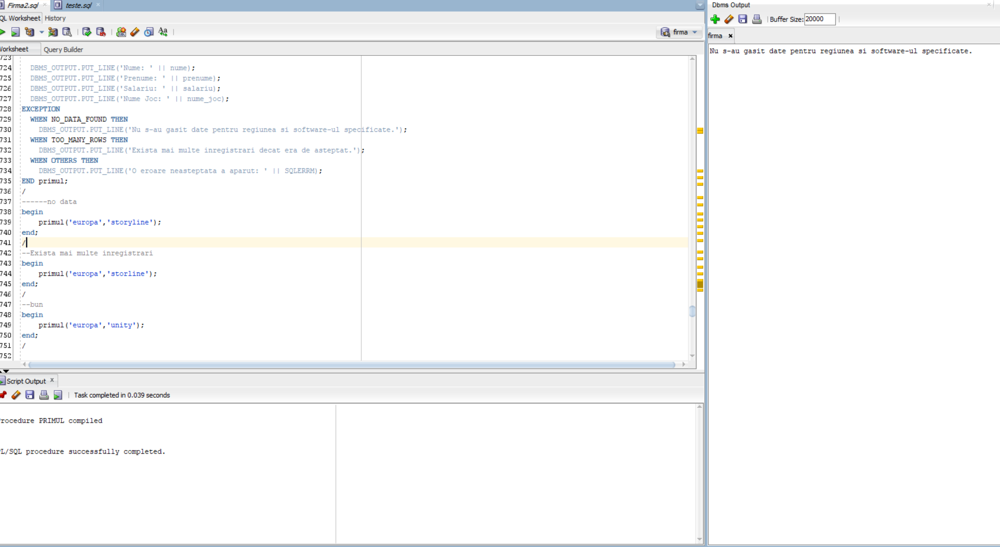 Firma2.sql teste.sql
QL Worksheet History
firma
Worksheet Query Builder
723
724 DBMS_OUTPUT.PUT_LINE('Nume: ' || nume);
725 DBMS_OUTPUT.PUT_LINE('Prenume: ' || prenume);
726 DBMS_OUTPUT.PUT_LINE('Salariu: ' || salariu);
727 DBMS_OUTPUT.PUT_LINE('Nume Joc: ' || nume_joc);
728 EXCEPTION
729 WHEN NO_DATA_FOUND THEN
730 DBMS_OUTPUT.PUT_LINE('Nu s-au gasit date pentru regiunea si software-ul specificate.');
731 WHEN TOO_MANY_ROWS THEN
732 DBMS_OUTPUT.PUT_LINE('Exista mai multe inregistrari decat era de asteptat.');
733 WHEN OTHERS THEN
734 DBMS_OUTPUT.PUT_LINE('O eroare neasteptata a aparut: ' || SQLERRM);
735 END primul;
736 /
737 ------no data
738 begin
739 primul('europa','storyline');
740 end;
741 /
742 --Exista mai multe inregistrari
743 begin
744 primul('europa','storline');
745 end;
746 /
747 --bun
748 begin
749 primul('europa','unity');
750 end;
751 /
752
Script Output
Task completed in 0.039 seconds
rocedure PRIMUL compiled
L/SQL procedure successfully completed.
Dbms Output
Buffer Size: 20000
firma
Nu s-au gasit date pentru regiunea si software-ul specificate.